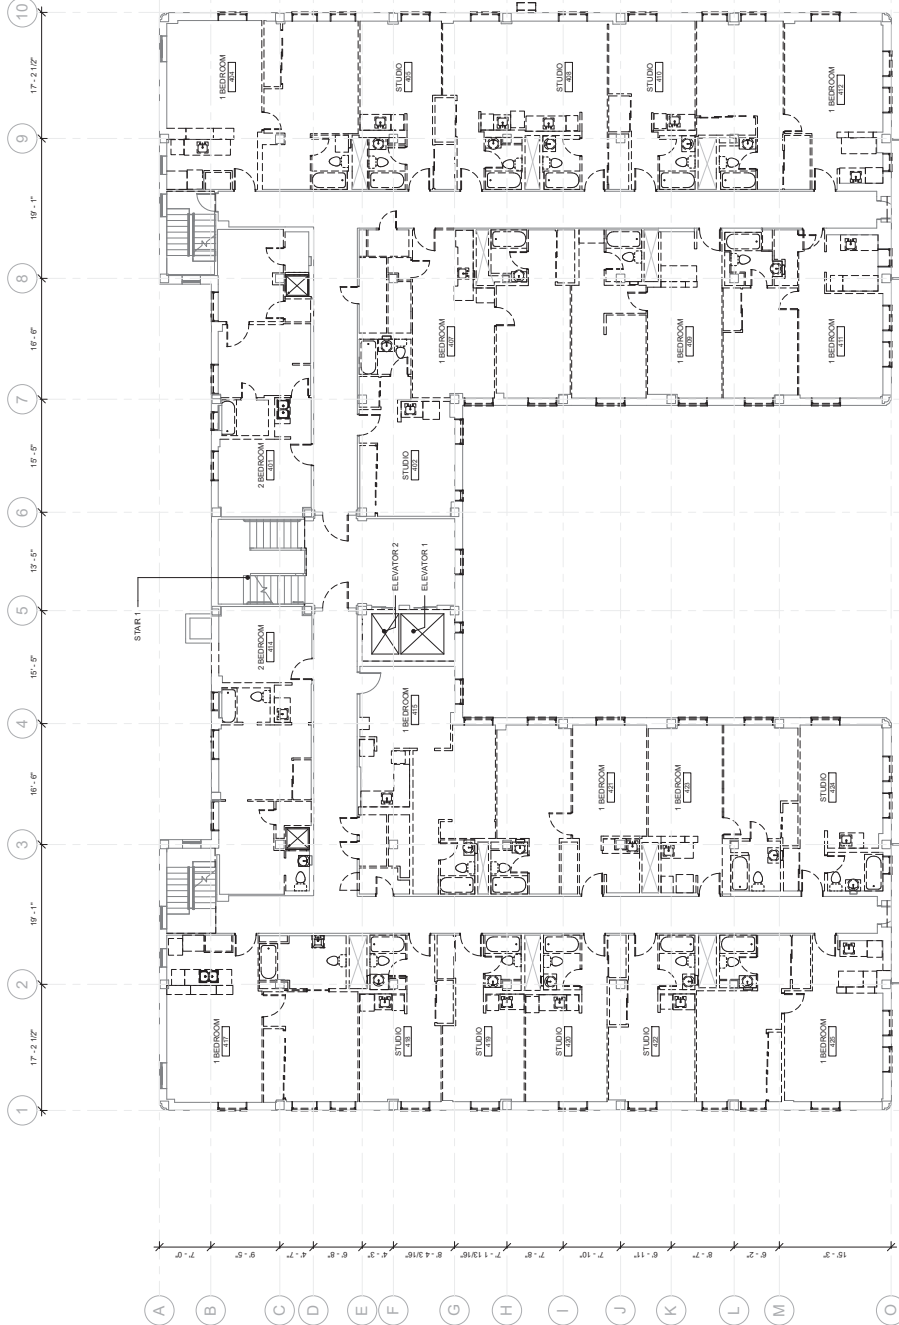 10
17' - 2 1/2"
9
19' - 1"
8
16' - 6"
7
15' - 5"
6
13' - 5"
5
15' - 5"
4
16' - 6"
3
19' - 1"
2
17' - 2 1/2"
1
1 BEDROOM
404
STUDIO
405
STUDIO
408
STUDIO
410
1 BEDROOM
412
1 BEDROOM
407
1 BEDROOM
409
1 BEDROOM
411
2 BEDROOM
401
STUDIO
402
STAIR 1
ELEVATOR 2
ELEVATOR 1
2 BEDROOM
414
1 BEDROOM
415
1 BEDROOM
421
1 BEDROOM
423
STUDIO
424
1 BEDROOM
417
STUDIO
418
STUDIO
419
STUDIO
420
STUDIO
422
1 BEDROOM
425
7' - 0"
9' - 5"
4' - 7"
6' - 8"
4' - 3"
8' - 4 3/16"
7' - 1 13/16"
7' - 8"
7' - 10"
6' - 11"
8' - 7"
6' - 2"
15' - 3"
A
B
C
D
E
F
G
H
I
J
K
L
M
O